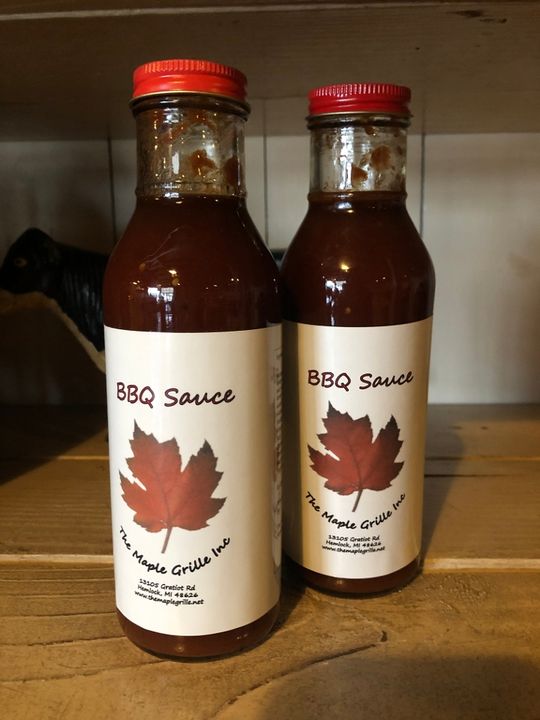 BBQ Sauce
The Maple Grille Inc
13105 Gratiot Rd
Hemlock, MI 48626
www.themaplegrille.net
BBQ Sauce
The Maple Grille Inc
13105 Gratiot Rd
Hemlock, MI 48626
www.themaplegrille.net